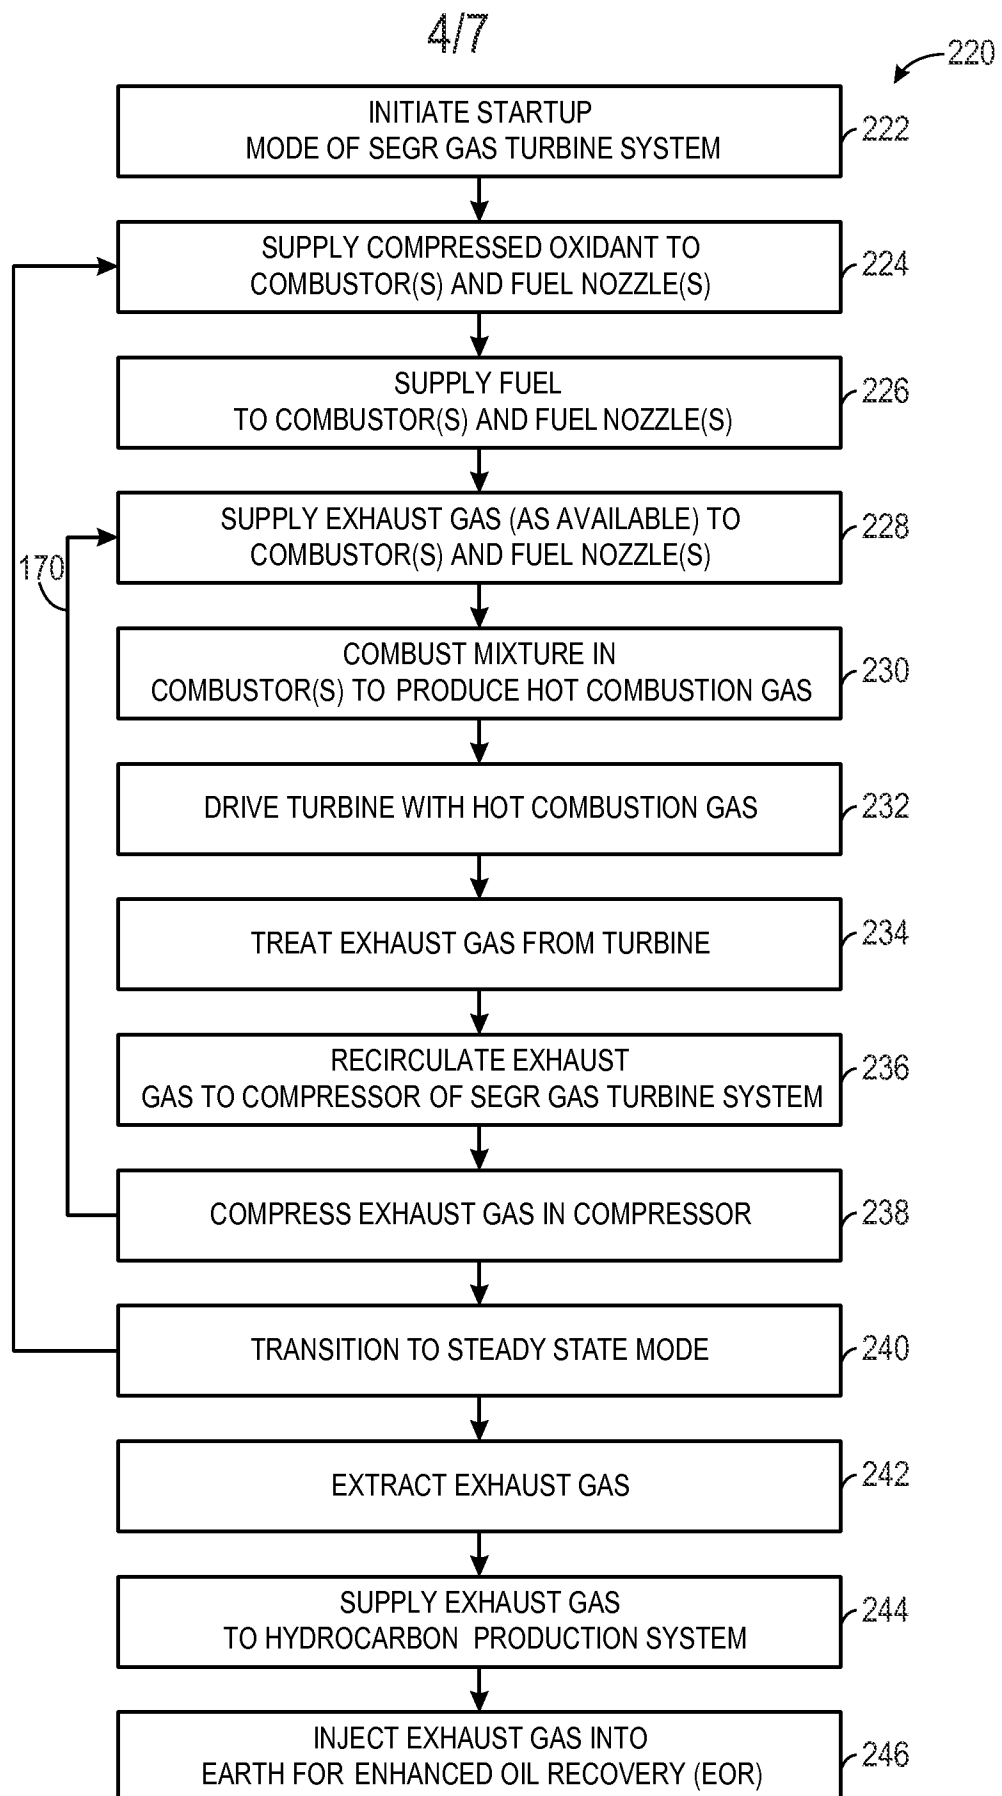 4/7
220
INITIATE STARTUP
MODE OF SEGR GAS TURBINE SYSTEM
222
SUPPLY COMPRESSED OXIDANT TO
COMBUSTOR(S) AND FUEL NOZZLE(S)
224
SUPPLY FUEL
TO COMBUSTOR(S) AND FUEL NOZZLE(S)
226
SUPPLY EXHAUST GAS (AS AVAILABLE) TO
COMBUSTOR(S) AND FUEL NOZZLE(S)
228
170
COMBUST MIXTURE IN
COMBUSTOR(S) TO PRODUCE HOT COMBUSTION GAS
230
DRIVE TURBINE WITH HOT COMBUSTION GAS
232
TREAT EXHAUST GAS FROM TURBINE
234
RECIRCULATE EXHAUST
GAS TO COMPRESSOR OF SEGR GAS TURBINE SYSTEM
236
COMPRESS EXHAUST GAS IN COMPRESSOR
238
TRANSITION TO STEADY STATE MODE
240
EXTRACT EXHAUST GAS
242
SUPPLY EXHAUST GAS
TO HYDROCARBON PRODUCTION SYSTEM
244
INJECT EXHAUST GAS INTO
EARTH FOR ENHANCED OIL RECOVERY (EOR)
246